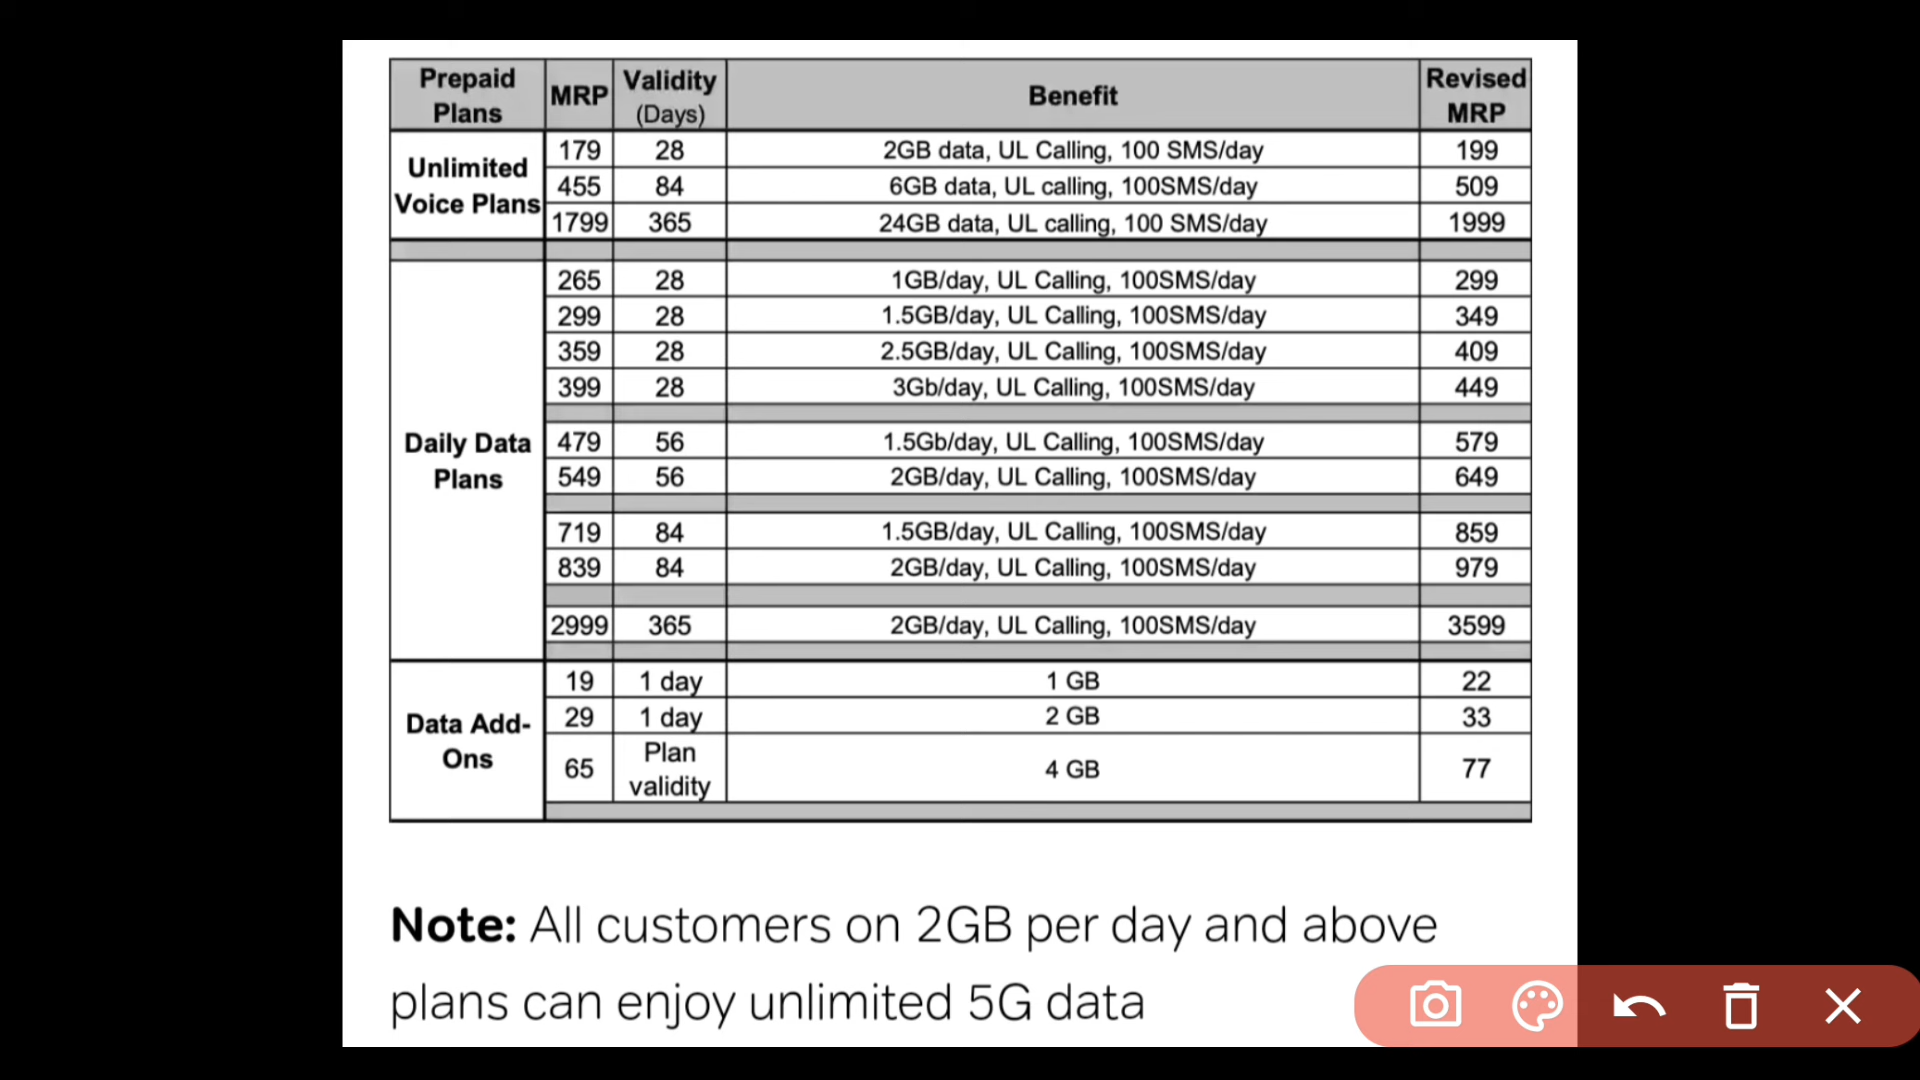 Prepaid Plans MRP Validity (Days) Benefit Revised MRP
Unlimited Voice Plans
179 28 2GB data, UL Calling, 100 SMS/day 199
455 84 6GB data, UL calling, 100SMS/day 509
1799 365 24GB data, UL calling, 100 SMS/day 1999
Daily Data Plans
265 28 1GB/day, UL Calling, 100SMS/day 299
299 28 1.5GB/day, UL Calling, 100SMS/day 349
359 28 2.5GB/day, UL Calling, 100SMS/day 409
399 28 3Gb/day, UL Calling, 100SMS/day 449
479 56 1.5Gb/day, UL Calling, 100SMS/day 579
549 56 2GB/day, UL Calling, 100SMS/day 649
719 84 1.5GB/day, UL Calling, 100SMS/day 859
839 84 2GB/day, UL Calling, 100SMS/day 979
2999 365 2GB/day, UL Calling, 100SMS/day 3599
Data Add-Ons
19 1 day 1 GB 22
29 1 day 2 GB 33
65 Plan validity 4 GB 77
Note: All customers on 2GB per day and above
plans can enjoy unlimited 5G data